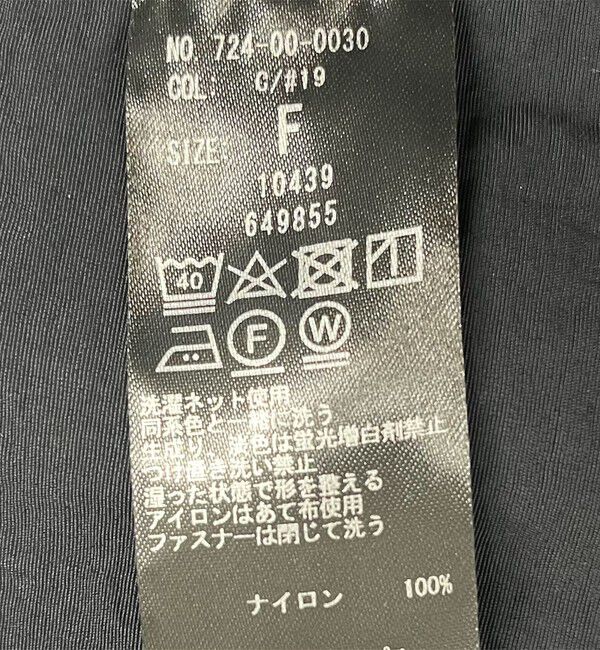 NO. 724-00-0030
COL: G/#19
SIZE: F
10439
649855
40
F W
洗濯ネット使用
同系色と一緒に洗う
生成り、淡色は蛍光増白剤禁止
つけ置き洗い禁止
湿った状態で形を整える
アイロンはあて布使用
ファスナーは閉じて洗う
ナイロン 100%